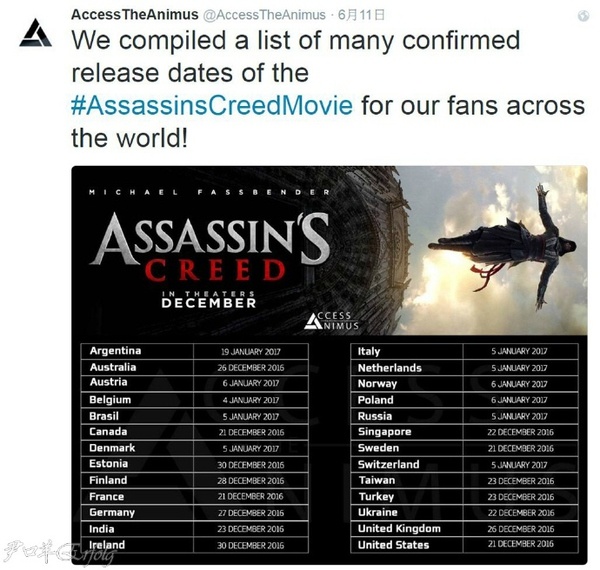 AccessTheAnimus @AccessTheAnimus · 6月11日
We compiled a list of many confirmed
release dates of the
#AssassinsCreedMovie for our fans across
the world!
MICHAEL FASSBENDER
ASSASSIN'S
CREED
IN THEATERS
DECEMBER
ACCESS
ANIMUS
Argentina 19 JANUARY 2017
Australia 26 DECEMBER 2016
Austria 6 JANUARY 2017
Belgium 4 JANUARY 2017
Brasil 5 JANUARY 2017
Canada 21 DECEMBER 2016
Denmark 5 JANUARY 2017
Estonia 30 DECEMBER 2016
Finland 28 DECEMBER 2016
France 21 DECEMBER 2016
Germany 27 DECEMBER 2016
India 23 DECEMBER 2016
Ireland 30 DECEMBER 2016
Italy 5 JANUARY 2017
Netherlands 5 JANUARY 2017
Norway 6 JANUARY 2017
Poland 6 JANUARY 2017
Russia 5 JANUARY 2017
Singapore 22 DECEMBER 2016
Sweden 21 DECEMBER 2016
Switzerland 5 JANUARY 2017
Taiwan 23 DECEMBER 2016
Turkey 23 DECEMBER 2016
Ukraine 22 DECEMBER 2016
United Kingdom 26 DECEMBER 2016
United States 21 DECEMBER 2016